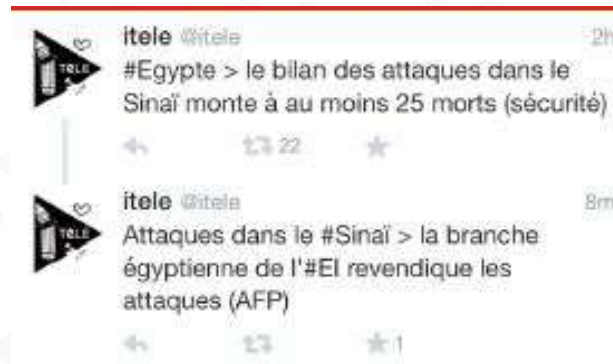 itele @itele 2h
#Egypte > le bilan des attaques dans le
Sinaï monte à au moins 25 morts (sécurité)
22
itele @itele 8m
Attaques dans le #Sinaï > la branche
égyptienne de l'#EI revendique les
attaques (AFP)
1